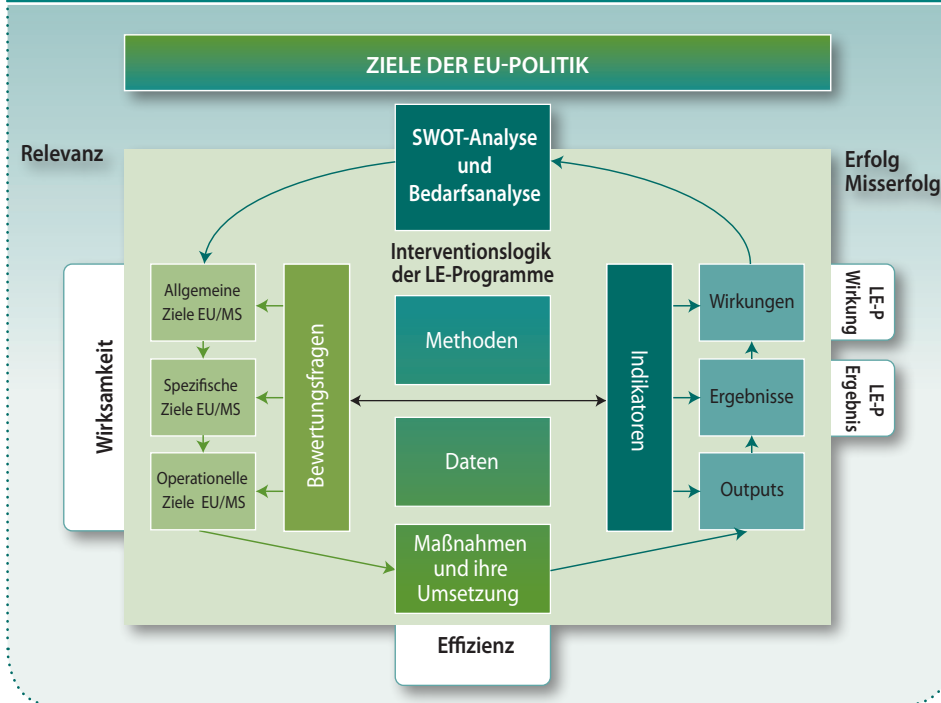 ZIELE DER EU-POLITIK
SWOT-Analyse
und
Bedarfsanalyse
Relevanz
Erfolg
Misserfolg
Interventionslogik
der LE-Programme
Wirksamkeit
Allgemeine
Ziele EU/MS
Spezifische
Ziele EU/MS
Operationelle
Ziele EU/MS
Bewertungsfragen
Methoden
Daten
Maßnahmen
und ihre
Umsetzung
Effizienz
Indikatoren
Wirkungen
Ergebnisse
Outputs
LE-P
Wirkung
LE-P
Ergebnis